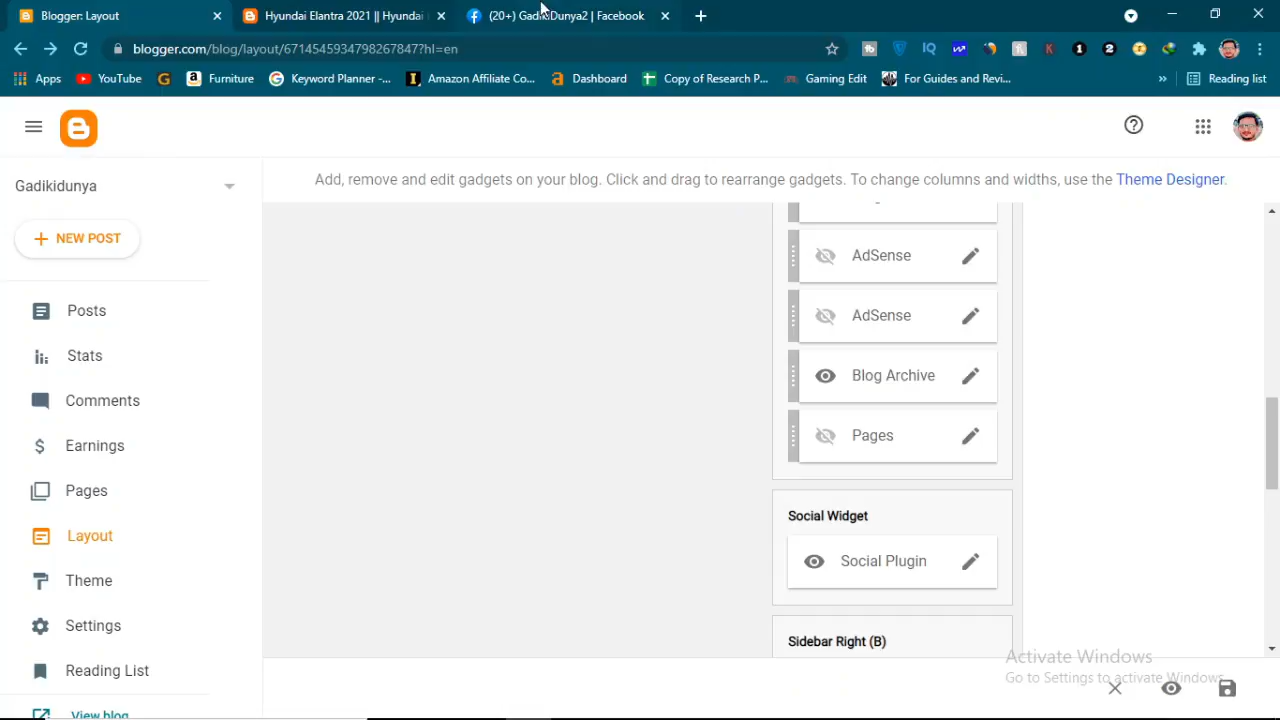 Blogger: Layout
Hyundai Elantra 2021 || Hyundai
(20+) GadikiDunya2 | Facebook
blogger.com/blog/layout/6714545934798267847?hl=en
Apps
YouTube
Furniture
Keyword Planner -...
Amazon Affiliate Co...
Dashboard
Copy of Research P...
Gaming Edit
For Guides and Revi...
»
Reading list
Gadikidunya
Add, remove and edit gadgets on your blog. Click and drag to rearrange gadgets. To change columns and widths, use the Theme Designer.
+ NEW POST
Posts
Stats
Comments
Earnings
Pages
Layout
Theme
Settings
Reading List
View blog
AdSense
AdSense
Blog Archive
Pages
Social Widget
Social Plugin
Sidebar Right (B)
Activate Windows
Go to Settings to activate Windows.